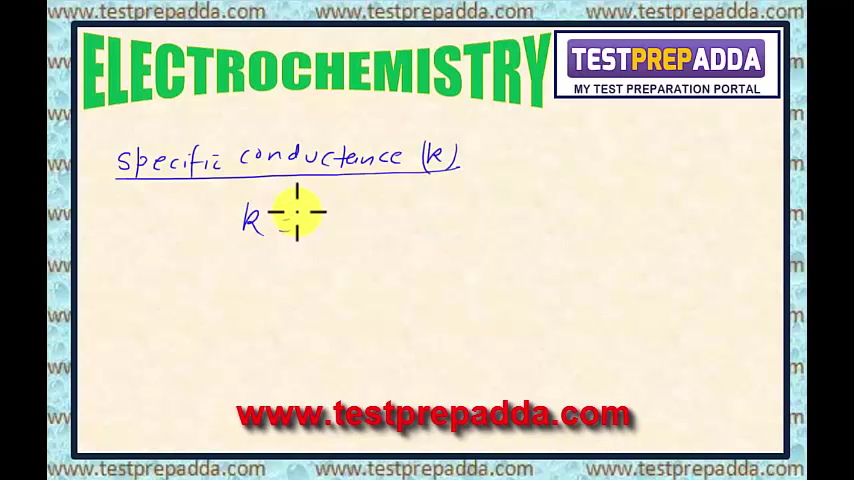 www.testprepadda.com www.testprepadda.com www.testprepadda.com
ELECTROCHEMISTRY
TESTPREPADDA
MY TEST PREPARATION PORTAL
specific conductance (k)
k =
www.testprepadda.com
www.testprepadda.com www.testprepadda.com www.testprepadda.com